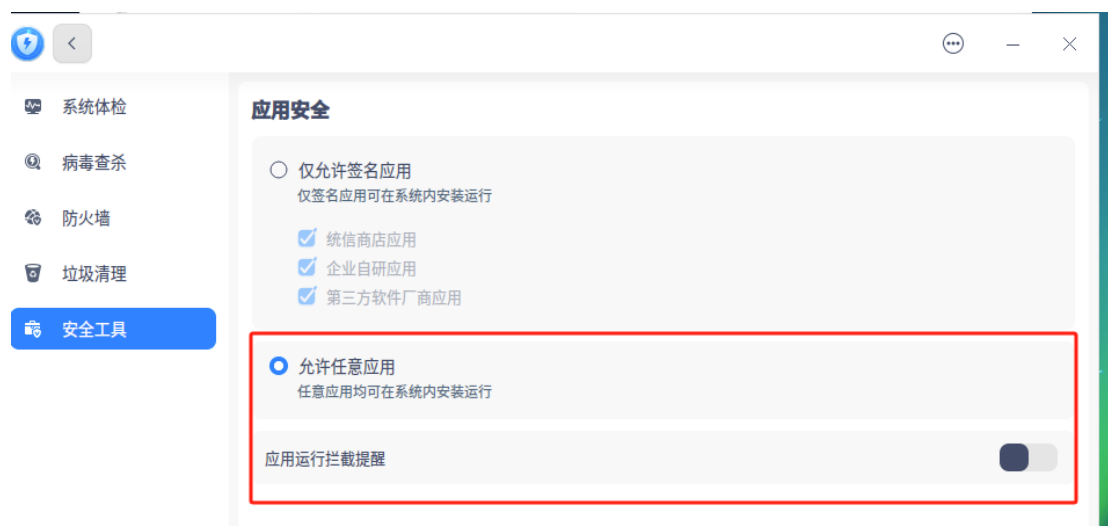 系统体检
病毒查杀
防火墙
垃圾清理
安全工具
应用安全
仅允许签名应用
仅签名应用可在系统内安装运行
统信商店应用
企业自研应用
第三方软件厂商应用
允许任意应用
任意应用均可在系统内安装运行
应用运行拦截提醒